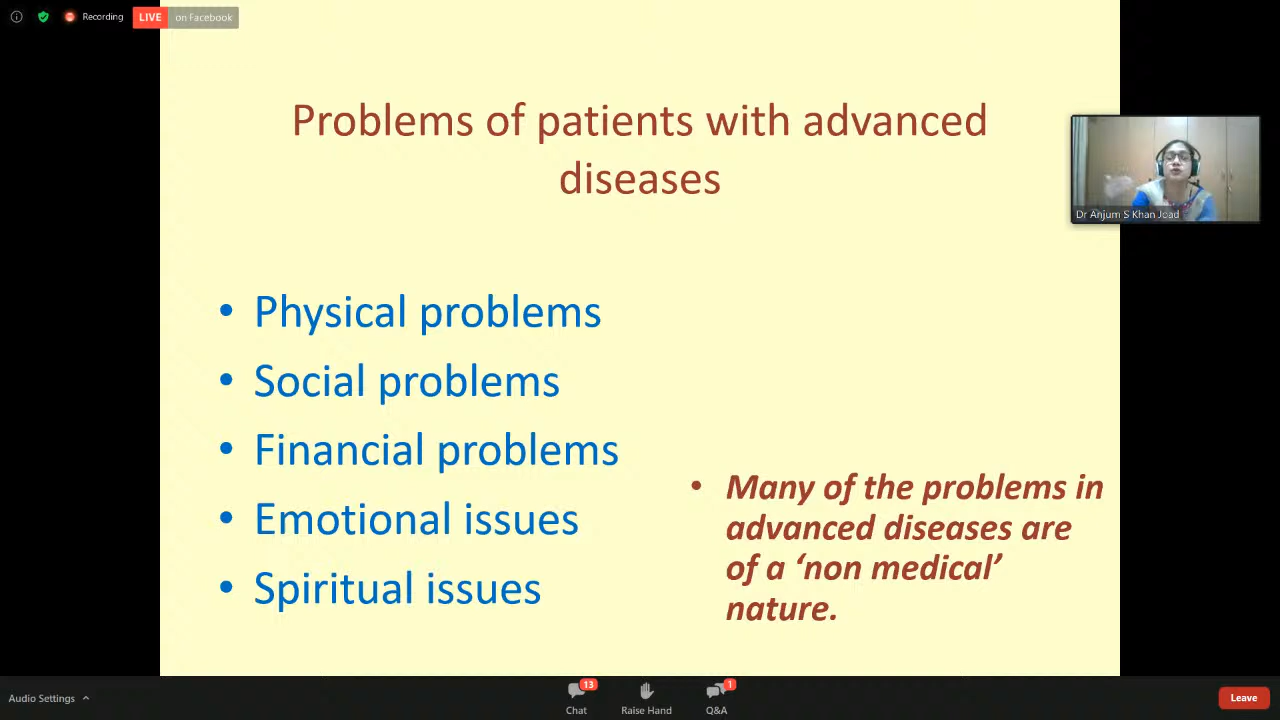 Recording
LIVE on Facebook
Problems of patients with advanced
diseases
Dr Anjum S Khan Joad
• Physical problems
• Social problems
• Financial problems
• Emotional issues
• Spiritual issues
• Many of the problems in
advanced diseases are
of a ‘non medical’
nature.
Audio Settings
13
Chat
Raise Hand
1
Q&A
Leave